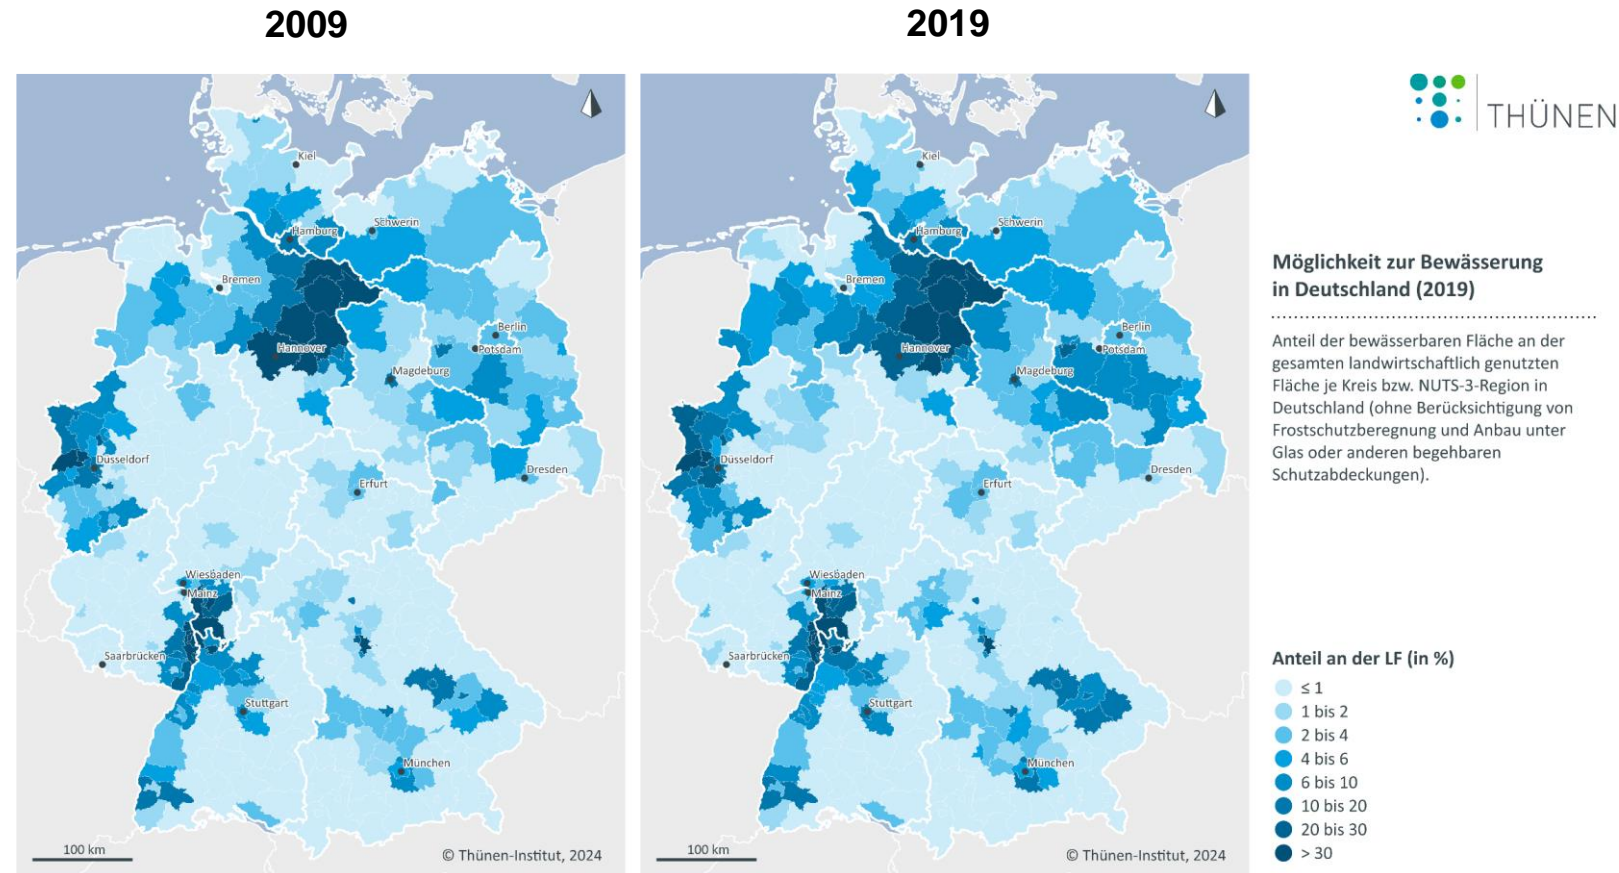 2009
2019
Kiel
Schwerin
Hamburg
Bremen
Berlin
Hannover
Potsdam
Magdeburg
Düsseldorf
Dresden
Erfurt
Wiesbaden
Mainz
Saarbrücken
Stuttgart
München
100 km
© Thünen-Institut, 2024
Kiel
Schwerin
Hamburg
Bremen
Berlin
Hannover
Potsdam
Magdeburg
Düsseldorf
Dresden
Erfurt
Wiesbaden
Mainz
Saarbrücken
Stuttgart
München
100 km
© Thünen-Institut, 2024
THÜNEN
Möglichkeit zur Bewässerung
in Deutschland (2019)
Anteil der bewässerbaren Fläche an der
gesamten landwirtschaftlich genutzten
Fläche je Kreis bzw. NUTS-3-Region in
Deutschland (ohne Berücksichtigung von
Frostschutzberegnung und Anbau unter
Glas oder anderen begehbaren
Schutzabdeckungen).
Anteil an der LF (in %)
≤ 1
1 bis 2
2 bis 4
4 bis 6
6 bis 10
10 bis 20
20 bis 30
> 30